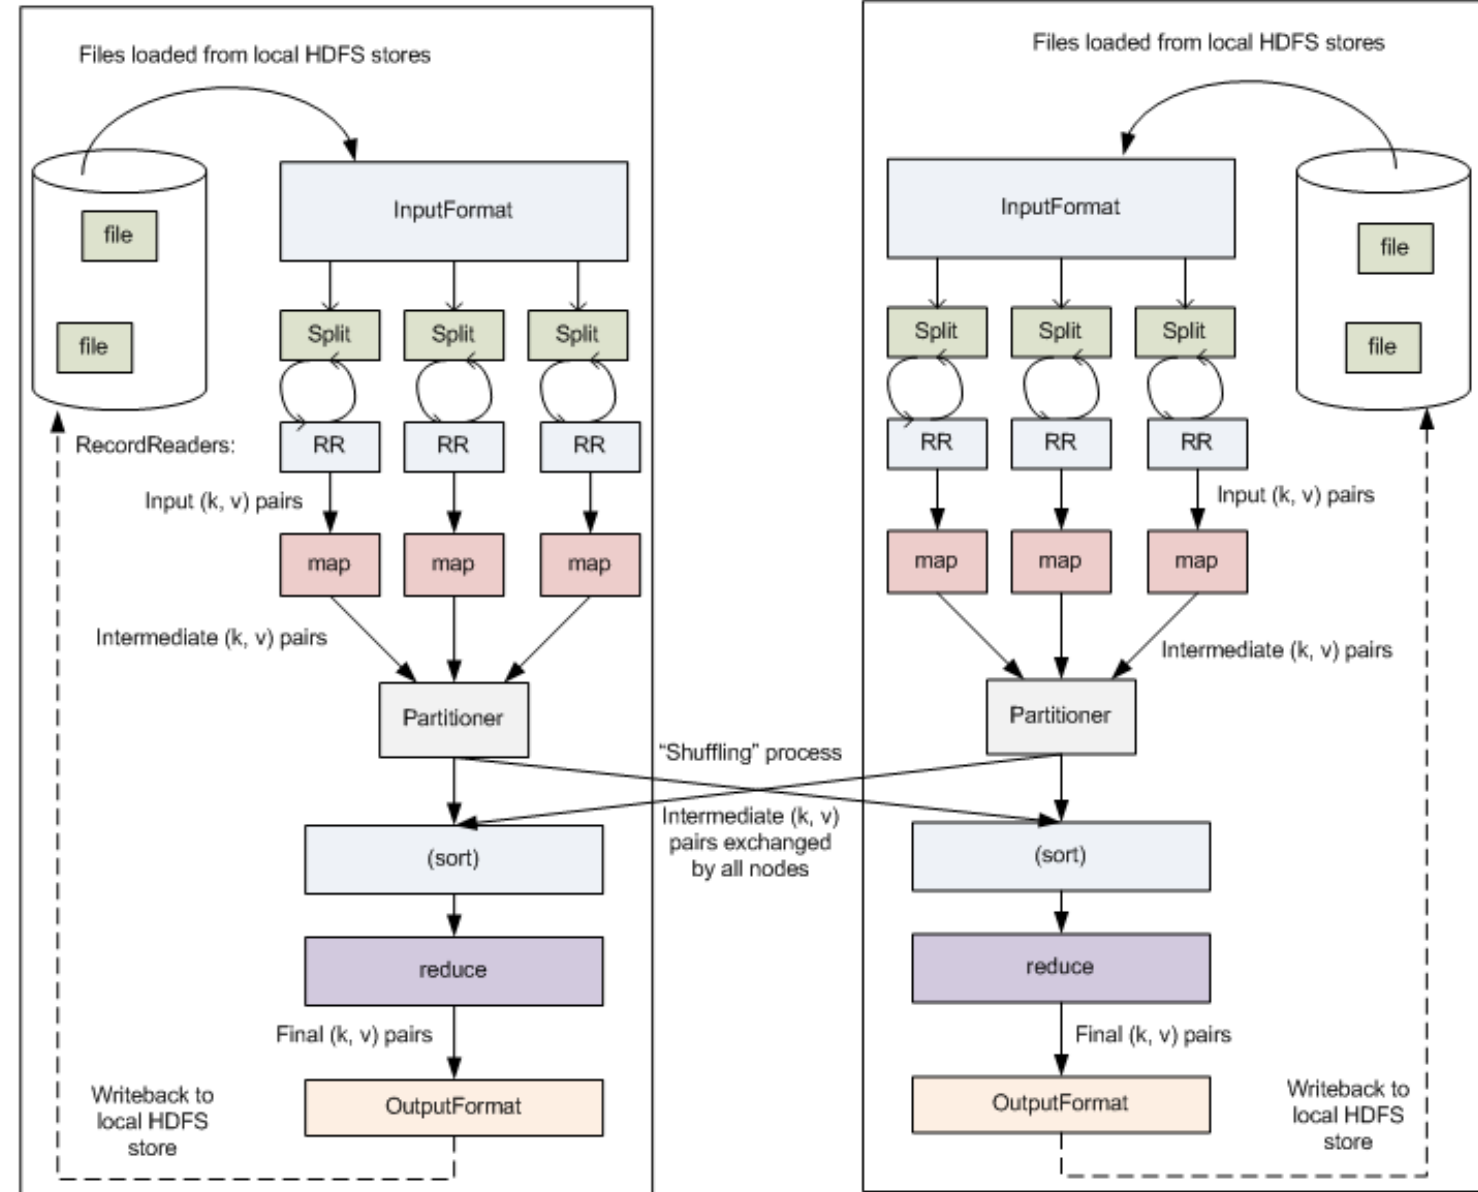 Files loaded from local HDFS stores
InputFormat
file
file
Split Split Split
RecordReaders:
RR RR RR
Input (k, v) pairs
map map map
Intermediate (k, v) pairs
Partitioner
"Shuffling" process
Intermediate (k, v)
pairs exchanged
by all nodes
(sort)
reduce
Final (k, v) pairs
OutputFormat
Writeback to
local HDFS
store
Files loaded from local HDFS stores
InputFormat
file
file
Split Split Split
RR RR RR
Input (k, v) pairs
map map map
Intermediate (k, v) pairs
Partitioner
(sort)
reduce
Final (k, v) pairs
OutputFormat
Writeback to
local HDFS
store